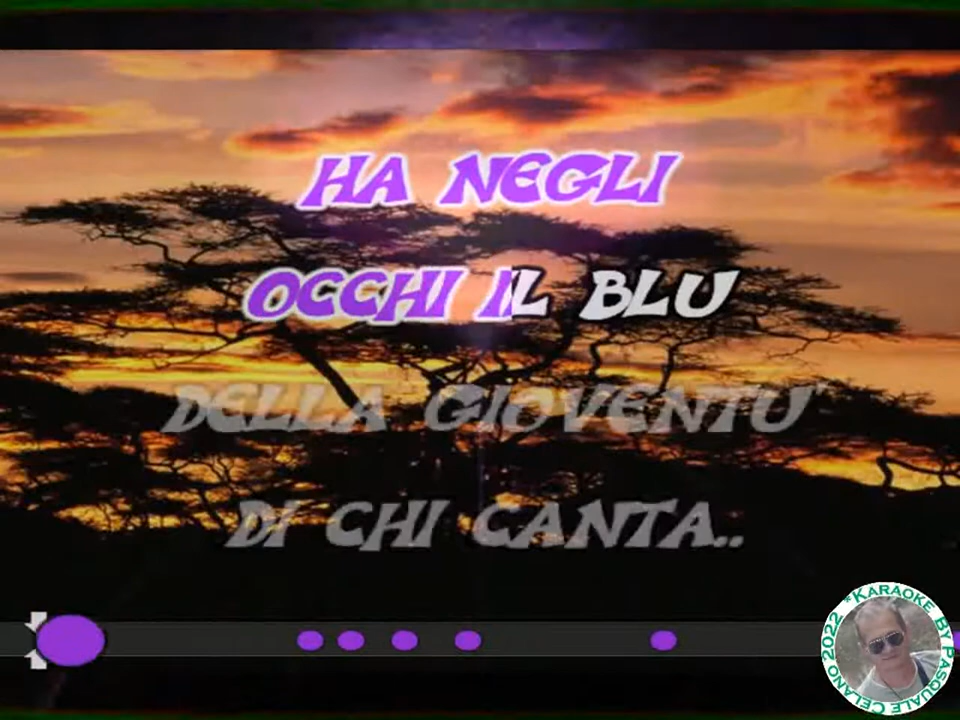 HA NEGLI
OCCHI IL BLU
DELLA GIOVENTU'
DI CHI CANTA..
*KARAOKE BY PASQUALE CELANO 2022